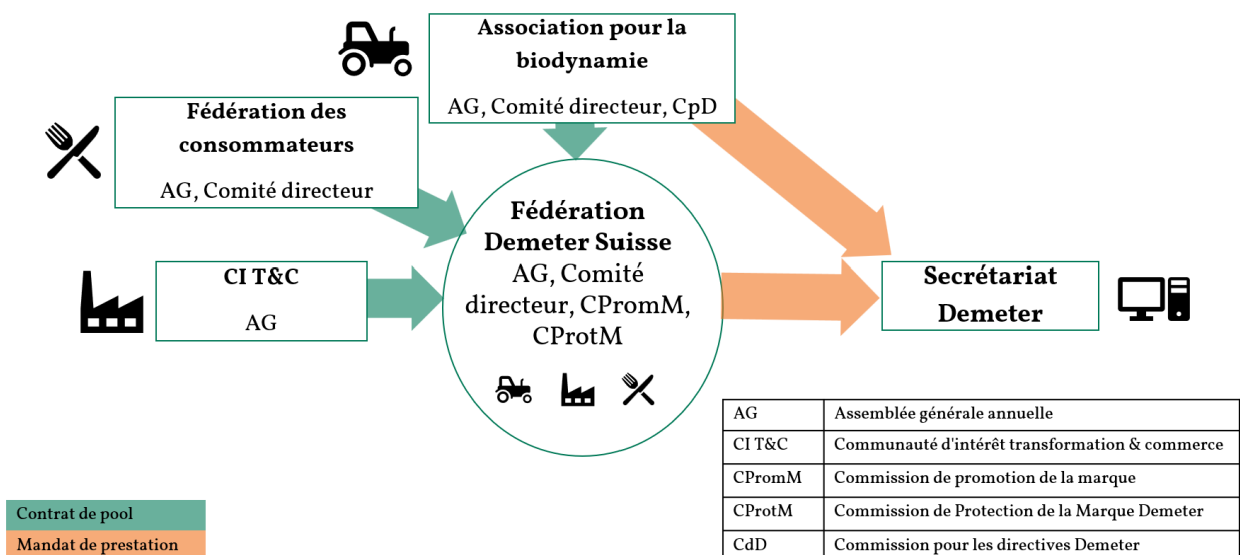 Association pour la
biodynamie
AG, Comité directeur, CpD
Fédération des
consommateurs
AG, Comité directeur
CI T&C
AG
Fédération
Demeter Suisse
AG, Comité
directeur, CPromM,
CProtM
Secrétariat
Demeter
AG Assemblée générale annuelle
CI T&C Communauté d'intérêt transformation & commerce
CPromM Commission de promotion de la marque
CProtM Commission de Protection de la Marque Demeter
CdD Commission pour les directives Demeter
Contrat de pool
Mandat de prestation